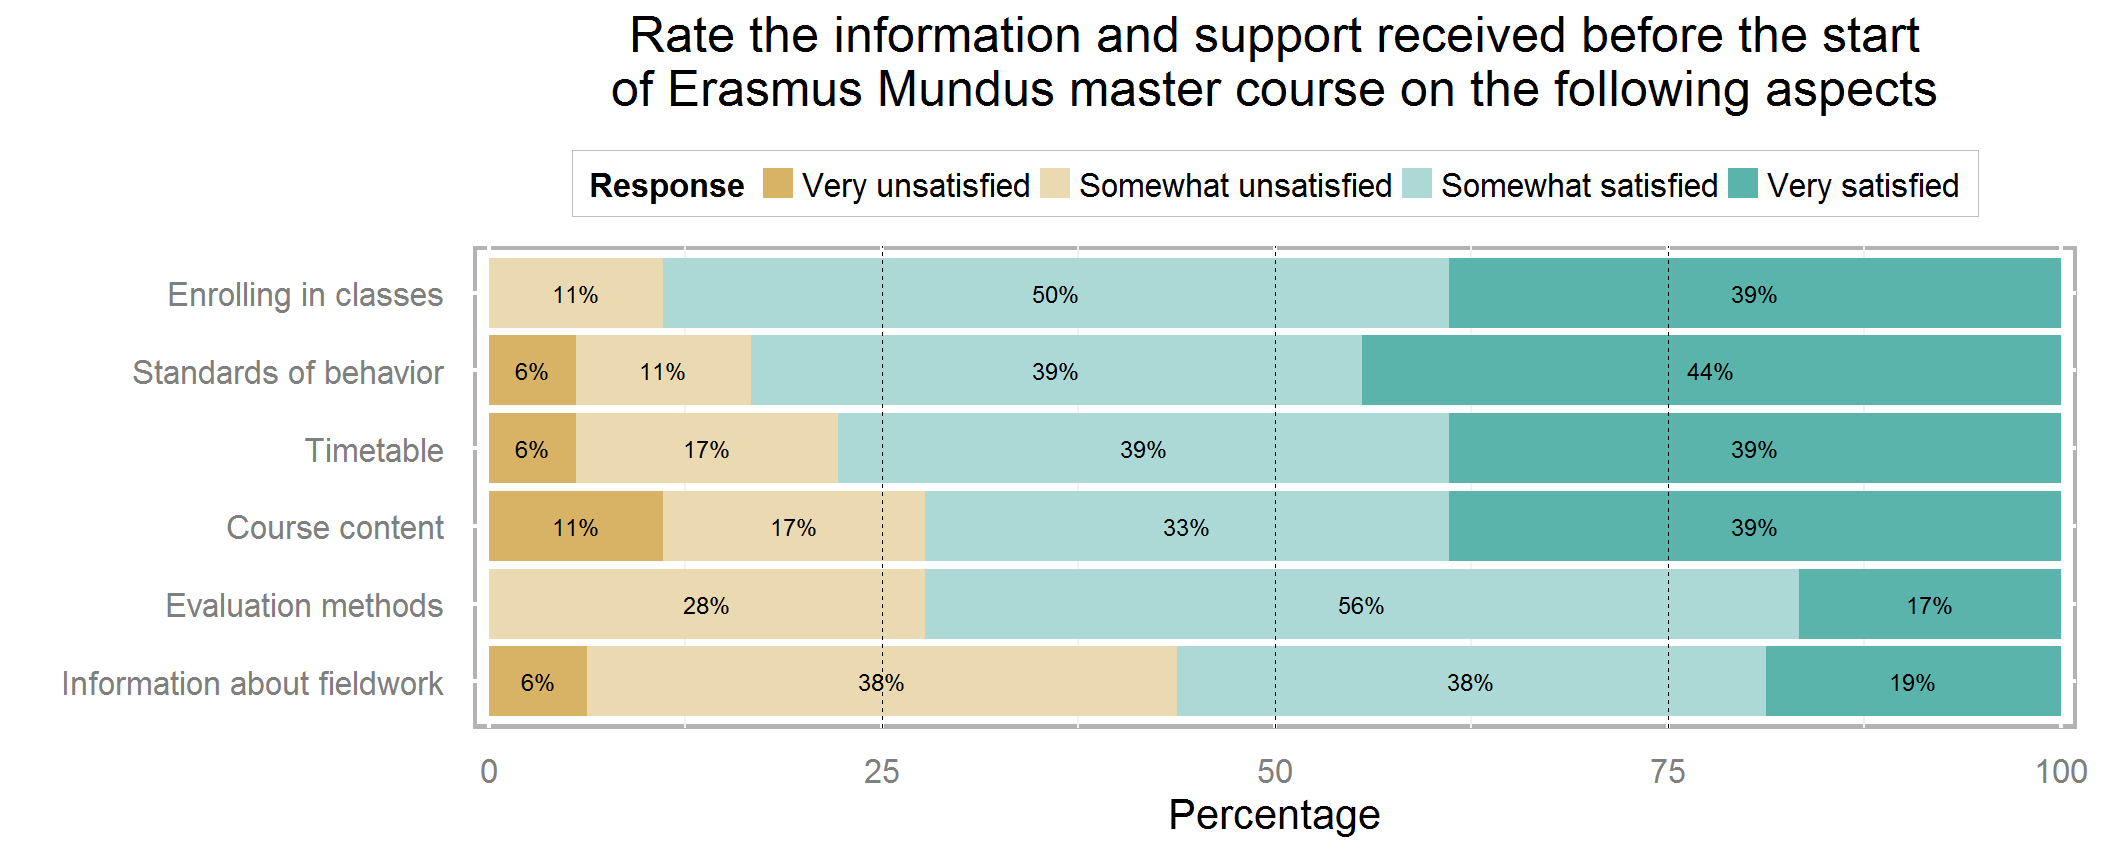 Rate the information and support received before the start
of Erasmus Mundus master course on the following aspects
Response Very unsatisfied Somewhat unsatisfied Somewhat satisfied Very satisfied
Enrolling in classes 11% 50% 39%
Standards of behavior 6% 11% 39% 44%
Timetable 6% 17% 39% 39%
Course content 11% 17% 33% 39%
Evaluation methods 28% 56% 17%
Information about fieldwork 6% 38% 38% 19%
0 25 50 75 100
Percentage